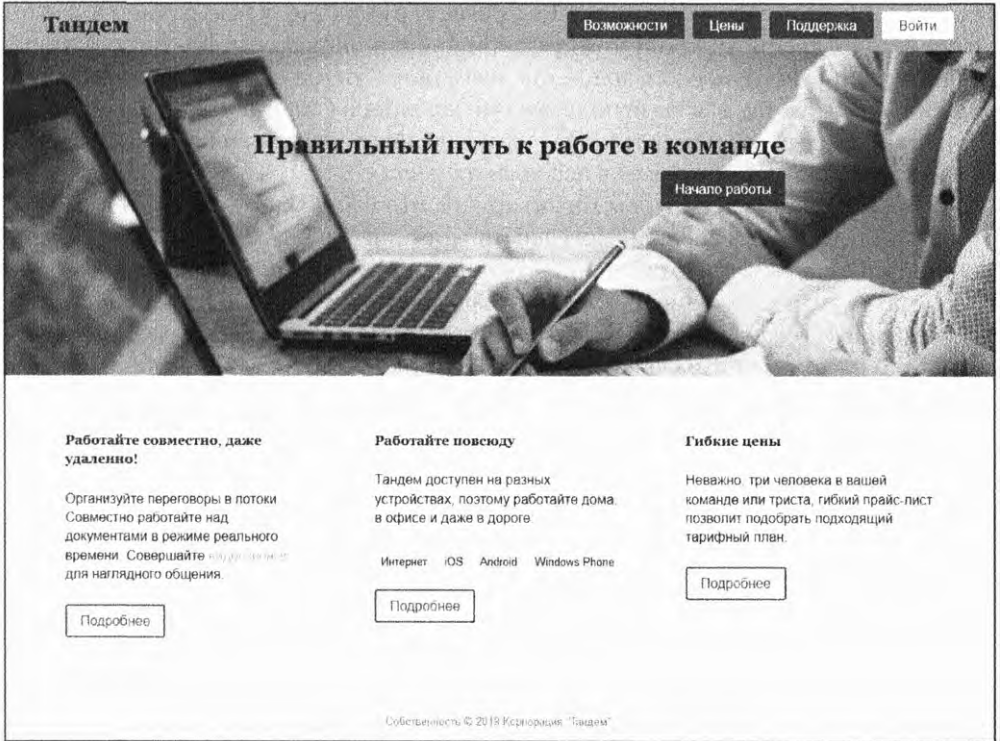 Тандем
Возможности Цены Поддержка Войти
Правильный путь к работе в команде
Начало работы
Работайте совместно, даже
удаленно!
Организуйте переговоры в потоки
Совместно работайте над
документами в режиме реального
времени. Совершайте
для наглядного общения.
Подробнее
Работайте повсюду
Тандем доступен на разных
устройствах, поэтому работайте дома,
в офисе и даже в дороге
Интернет iOS Android Windows Phone
Подробнее
Гибкие цены
Неважно, три человека в вашей
команде или триста, гибкий прайс-лист
позволит подобрать подходящий
тарифный план.
Подробнее
Собственность © 2019 Корпорация "Тандем"